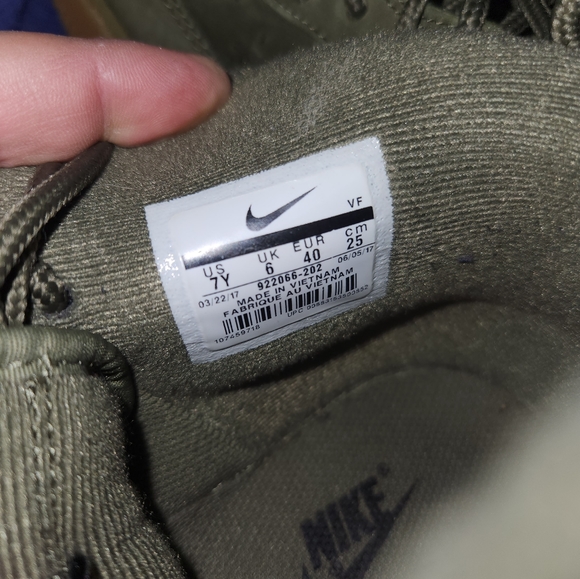 VF
US UK EUR cm
7Y 6 40 25
922066-202
03/22/17 06/05/17
MADE IN VIETNAM
FABRIQUE AU VIETNAM
107459718
NIKE